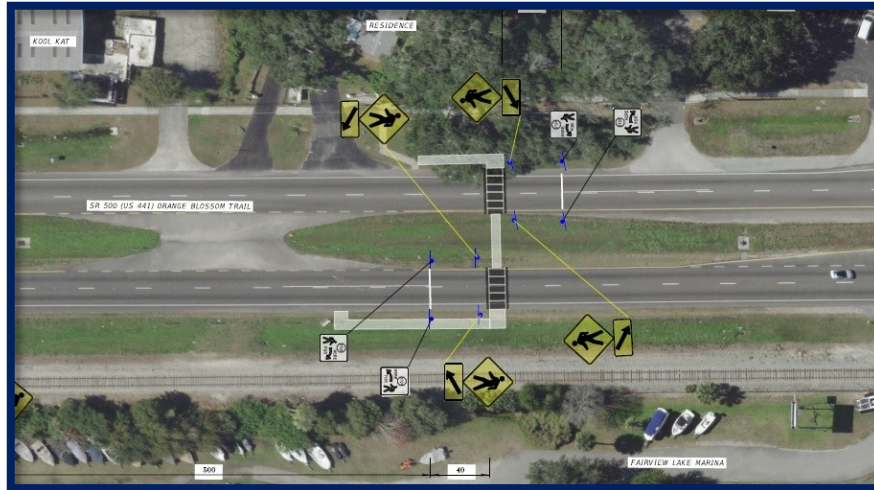 RESIDENCE
KOOL KAT
SR 500 (US 441) ORANGE BLOSSOM TRAIL
500
40
FAIRVIEW LAKE MARINA